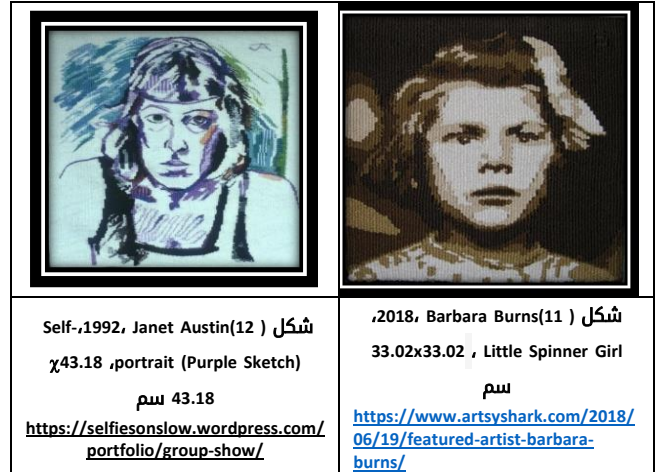 شكل ( 11)Barbara Burns ،2018،
Little Spinner Girl ، 33.02x33.02
سم
https://www.artsyshark.com/2018/
06/19/featured-artist-barbara-
burns/
شكل ( 12)Janet Austin ،1992،Self-
portrait (Purple Sketch)، 43.18χ
43.18 سم
https://selfiesonslow.wordpress.com/
portfolio/group-show/